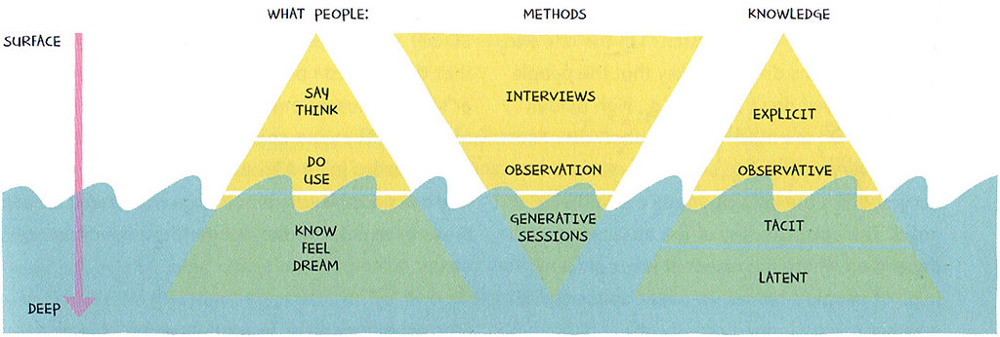 WHAT PEOPLE:
METHODS
KNOWLEDGE
SURFACE
SAY
THINK
INTERVIEWS
EXPLICIT
DO
USE
OBSERVATION
OBSERVATIVE
KNOW
FEEL
DREAM
GENERATIVE
SESSIONS
TACIT
LATENT
DEEP